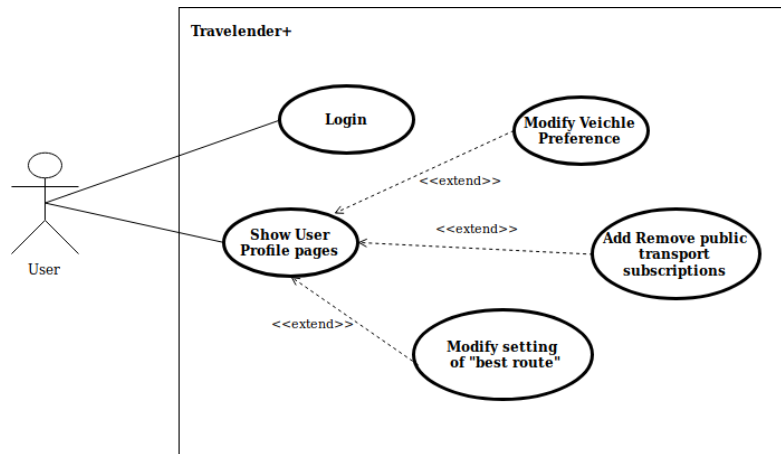 Travelender+
Login
Modify Veichle
Preference
<<extend>>
Show User
Profile pages
<<extend>>
Add Remove public
transport
subscriptions
User
<<extend>>
Modify setting
of "best route"